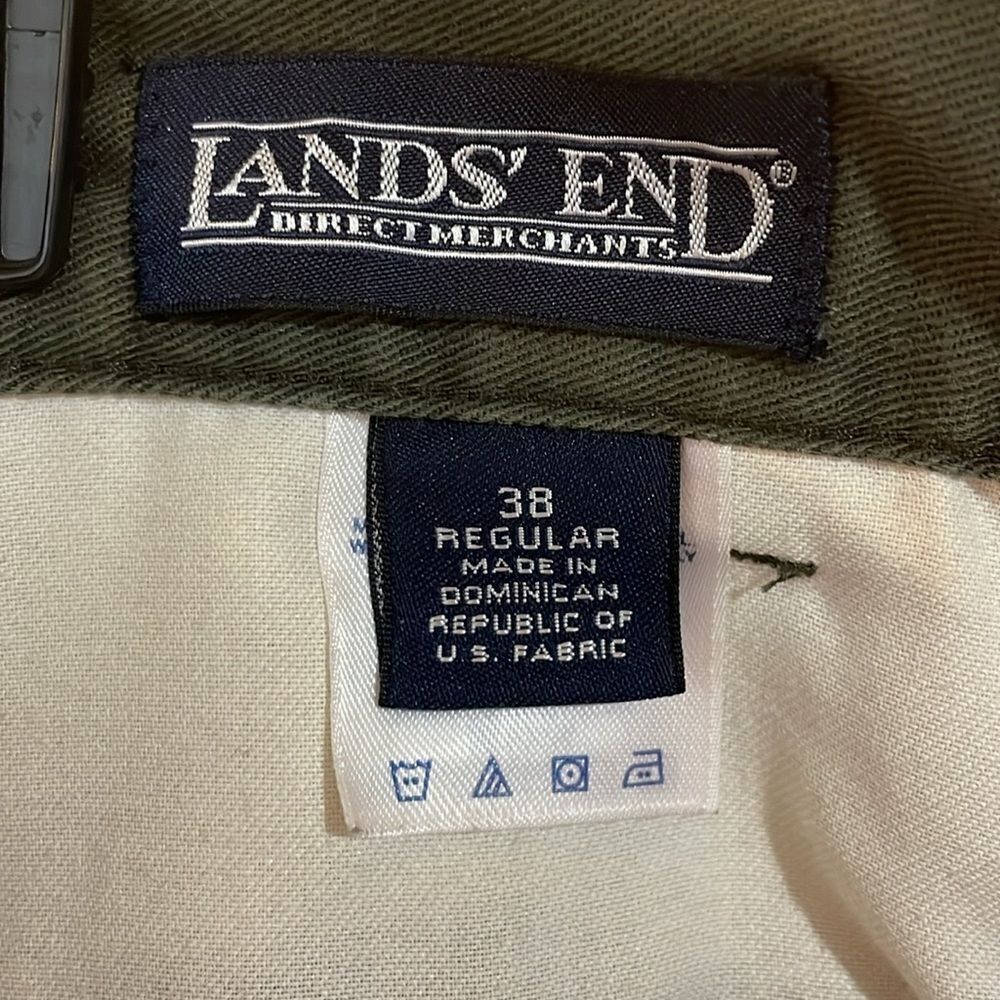 LANDS' END®
DIRECT MERCHANTS
38
REGULAR
MADE IN
DOMINICAN
REPUBLIC OF
U.S. FABRIC